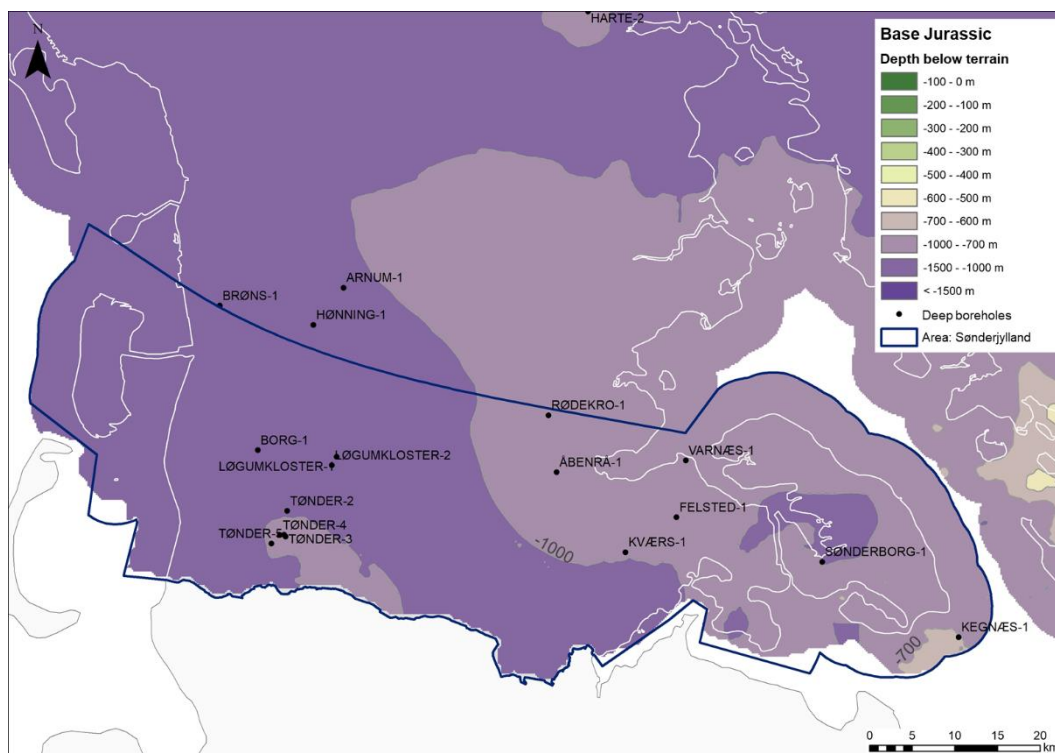 HARTE-2
N
Base Jurassic
Depth below terrain
-100 - 0 m
-200 - -100 m
-300 - -200 m
-400 - -300 m
-500 - -400 m
-600 - -500 m
-700 - -600 m
-1000 - -700 m
-1500 - -1000 m
< -1500 m
Deep boreholes
Area: Sønderjylland
ARNUM-1
BRØNS-1
HØNNING-1
RØDEKRO-1
BORG-1
LØGUMKLOSTER-2
LØGUMKLOSTER-1
VARNÆS-1
ÅBENRÅ-1
TØNDER-2
FELSTED-1
TØNDER-4
TØNDER-5
TØNDER-3
-1000
KVÆRS-1
SØNDERBORG-1
KEGNÆS-1
-700
0 5 10 15 20
km